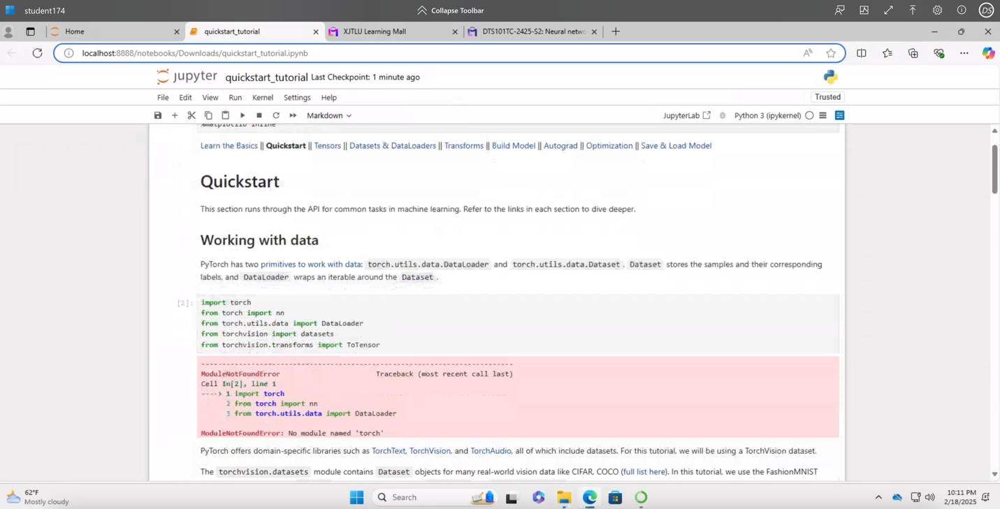 student174
Collapse Toolbar
DS
Home
quickstart_tutorial
XJTLU Learning Mall
DTS101TC-2425-S2: Neural netwo
localhost:8888/notebooks/Downloads/quickstart_tutorial.ipynb
jupyter quickstart_tutorial Last Checkpoint: 1 minute ago
File Edit View Run Kernel Settings Help
Trusted
Markdown
JupyterLab
Python 3 (ipykernel)
%matplotlib inline
Learn the Basics || Quickstart || Tensors || Datasets & DataLoaders || Transforms || Build Model || Autograd || Optimization || Save & Load Model
Quickstart
This section runs through the API for common tasks in machine learning. Refer to the links in each section to dive deeper.
Working with data
PyTorch has two primitives to work with data: torch.utils.data.DataLoader and torch.utils.data.Dataset. Dataset stores the samples and their corresponding
labels, and DataLoader wraps an iterable around the Dataset.
[2]: import torch
from torch import nn
from torch.utils.data import DataLoader
from torchvision import datasets
from torchvision.transforms import ToTensor
---------------------------------------------------------------------------
ModuleNotFoundError Traceback (most recent call last)
Cell In[2], line 1
----> 1 import torch
2 from torch import nn
3 from torch.utils.data import DataLoader
ModuleNotFoundError: No module named 'torch'
PyTorch offers domain-specific libraries such as TorchText, TorchVision, and TorchAudio, all of which include datasets. For this tutorial, we will be using a TorchVision dataset.
The torchvision.datasets module contains Dataset objects for many real-world vision data like CIFAR, COCO (full list here). In this tutorial, we use the FashionMNIST
62°F
Mostly cloudy
Search
10:11 PM
2/18/2025